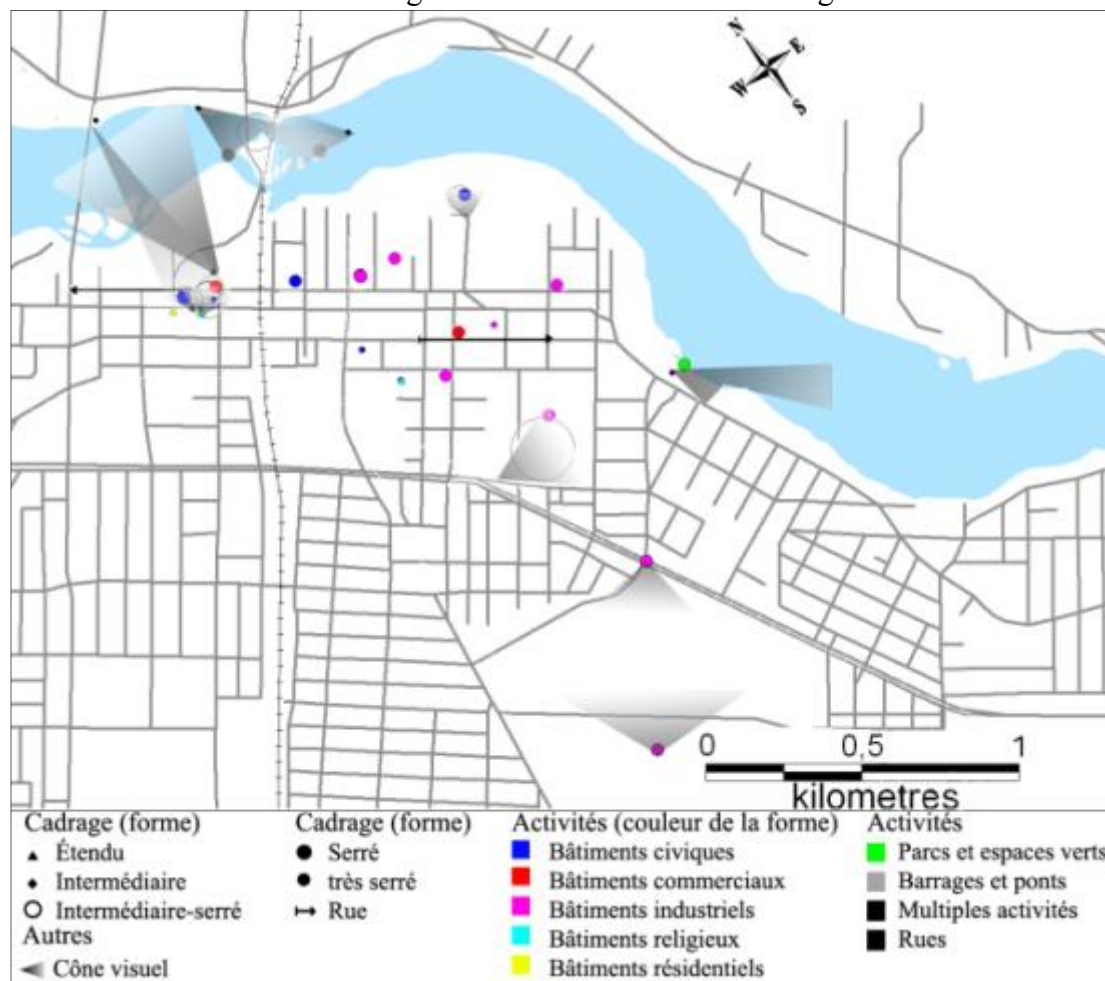 N
E
W
S
0 0,5 1
kilometres
Cadrage (forme)
Étendu
Intermédiaire
Intermédiaire-serré
Autres
Cône visuel
Cadrage (forme)
Serré
très serré
Rue
Activités (couleur de la forme)
Bâtiments civiques
Bâtiments commerciaux
Bâtiments industriels
Bâtiments religieux
Bâtiments résidentiels
Activités
Parcs et espaces verts
Barrages et ponts
Multiples activités
Rues